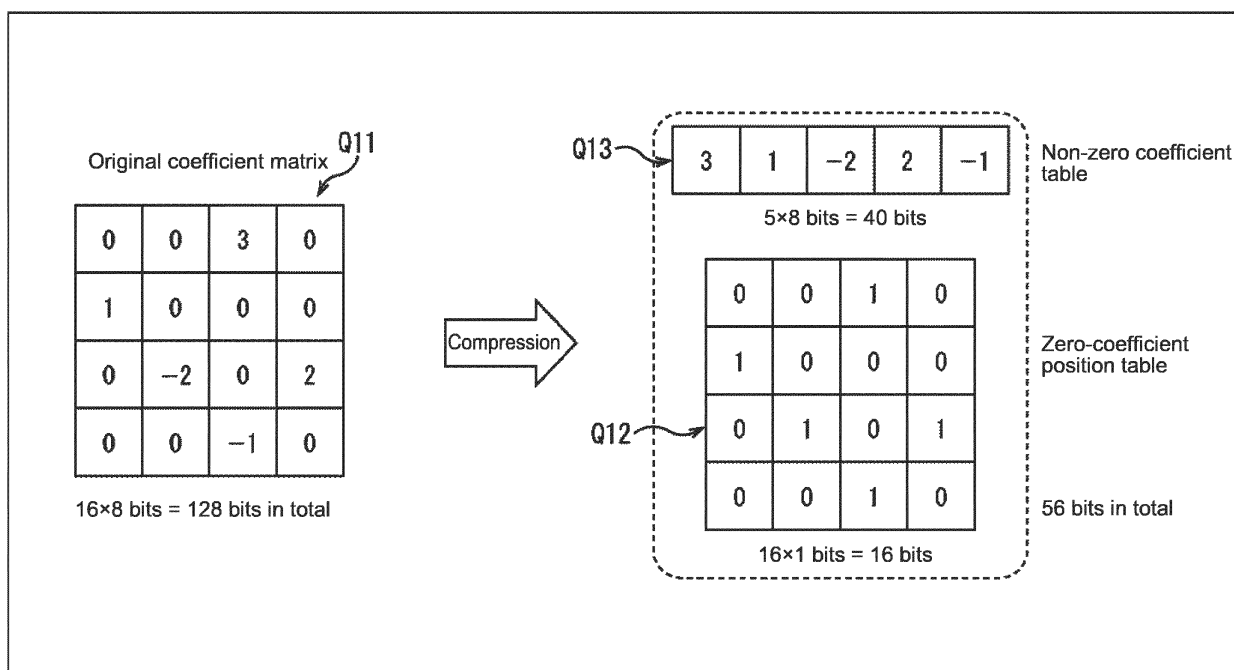 Original coefficient matrix
Q11
0 0 3 0
1 0 0 0
0 −2 0 2
0 0 −1 0
16×8 bits = 128 bits in total
Compression
Q13
3 1 −2 2 −1
Non-zero coefficient
table
5×8 bits = 40 bits
0 0 1 0
1 0 0 0
Zero-coefficient
position table
Q12
0 1 0 1
0 0 1 0
56 bits in total
16×1 bits = 16 bits